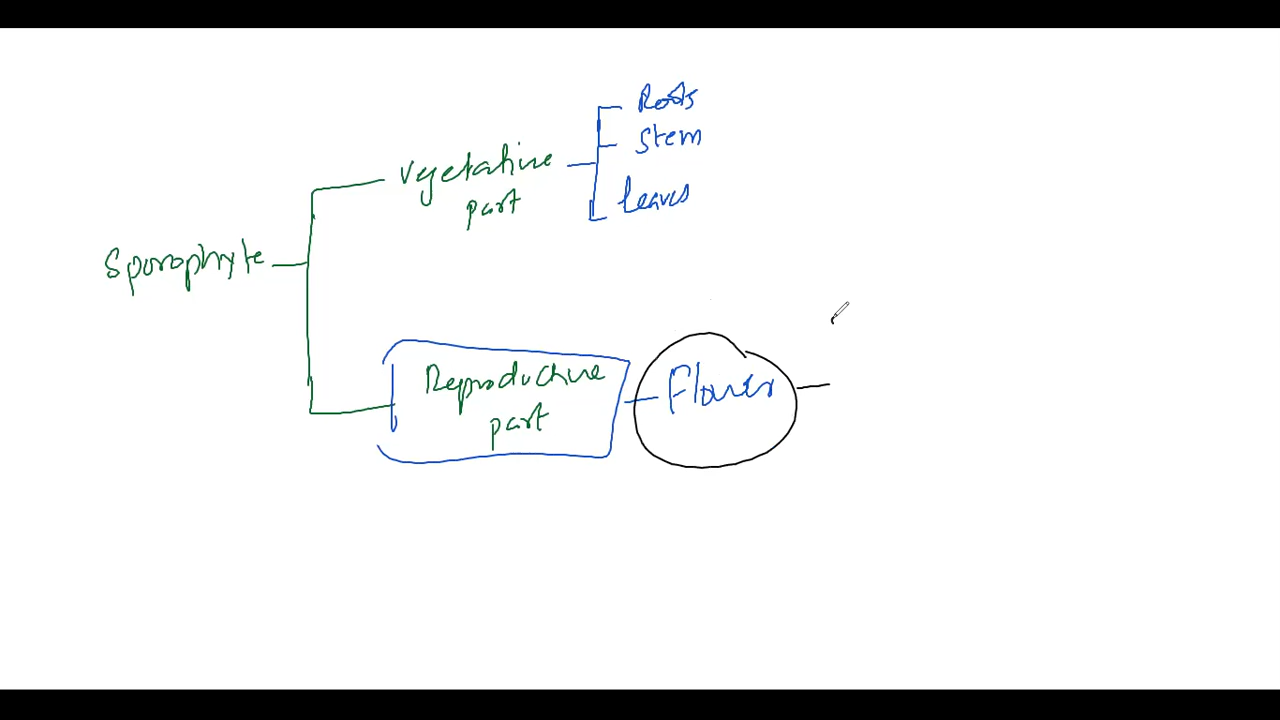 Roots
Stem
Vegetative
part
leaves
Sporophyte
Reproductive
part
Flower